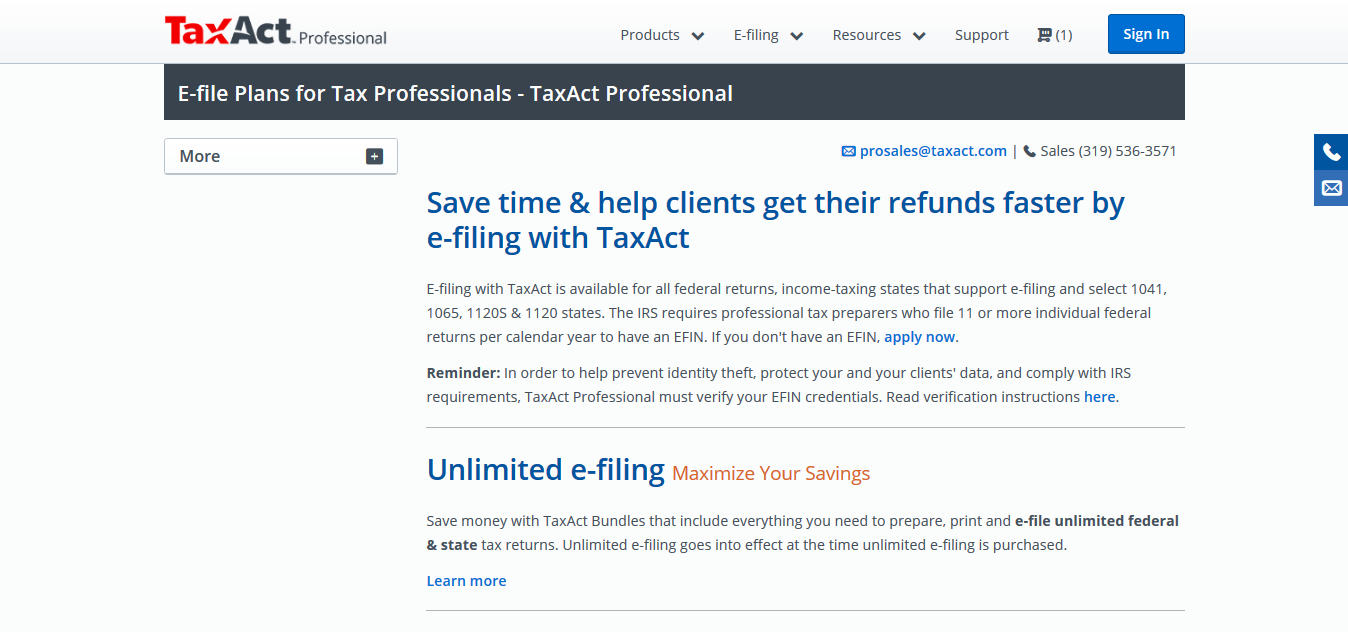 TaxAct Professional
Products E-filing Resources Support (1) Sign In
E-file Plans for Tax Professionals - TaxAct Professional
More
prosales@taxact.com | Sales (319) 536-3571
Save time & help clients get their refunds faster by
e-filing with TaxAct
E-filing with TaxAct is available for all federal returns, income-taxing states that support e-filing and select 1041,
1065, 1120S & 1120 states. The IRS requires professional tax preparers who file 11 or more individual federal
returns per calendar year to have an EFIN. If you don't have an EFIN, apply now.
Reminder: In order to help prevent identity theft, protect your and your clients' data, and comply with IRS
requirements, TaxAct Professional must verify your EFIN credentials. Read verification instructions here.
Unlimited e-filing Maximize Your Savings
Save money with TaxAct Bundles that include everything you need to prepare, print and e-file unlimited federal
& state tax returns. Unlimited e-filing goes into effect at the time unlimited e-filing is purchased.
Learn more